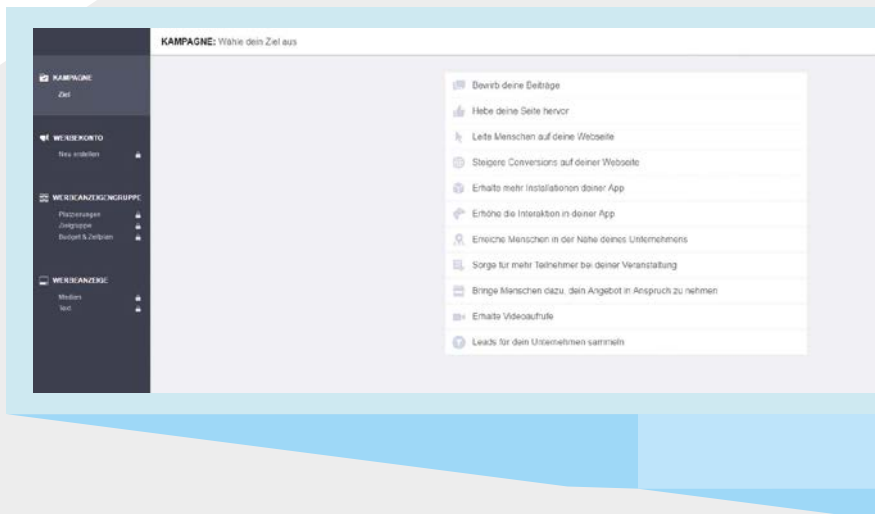 KAMPAGNE: Wähle dein Ziel aus
KAMPAGNE
Ziel
WERBEKONTO
Neu erstellen
WERBEANZEIGENGRUPPE
Platzierungen
Zielgruppe
Budget & Zeitplan
WERBEANZEIGE
Medien
Text
Bewirb deine Beiträge
Hebe deine Seite hervor
Leite Menschen auf deine Webseite
Steigere Conversions auf deiner Webseite
Erhalte mehr Installationen deiner App
Erhöhe die Interaktion in deiner App
Erreiche Menschen in der Nähe deines Unternehmens
Sorge für mehr Teilnehmer bei deiner Veranstaltung
Bringe Menschen dazu, dein Angebot in Anspruch zu nehmen
Erhalte Videoaufrufe
Leads für dein Unternehmen sammeln